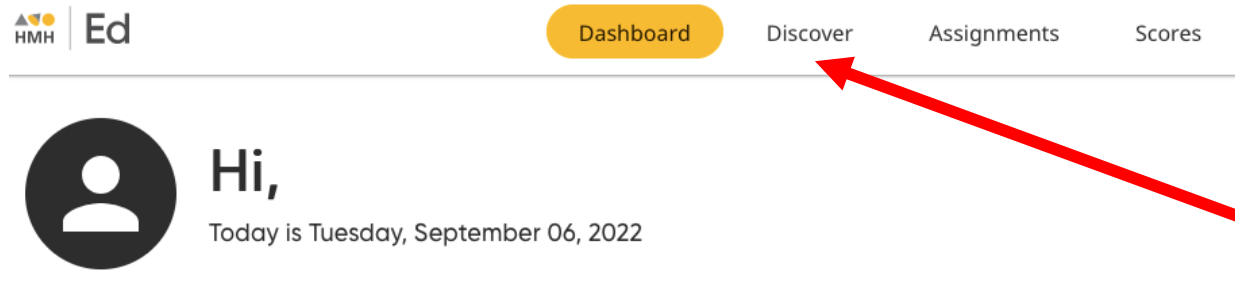 HMH Ed Dashboard Discover Assignments Scores
Hi,
Today is Tuesday, September 06, 2022